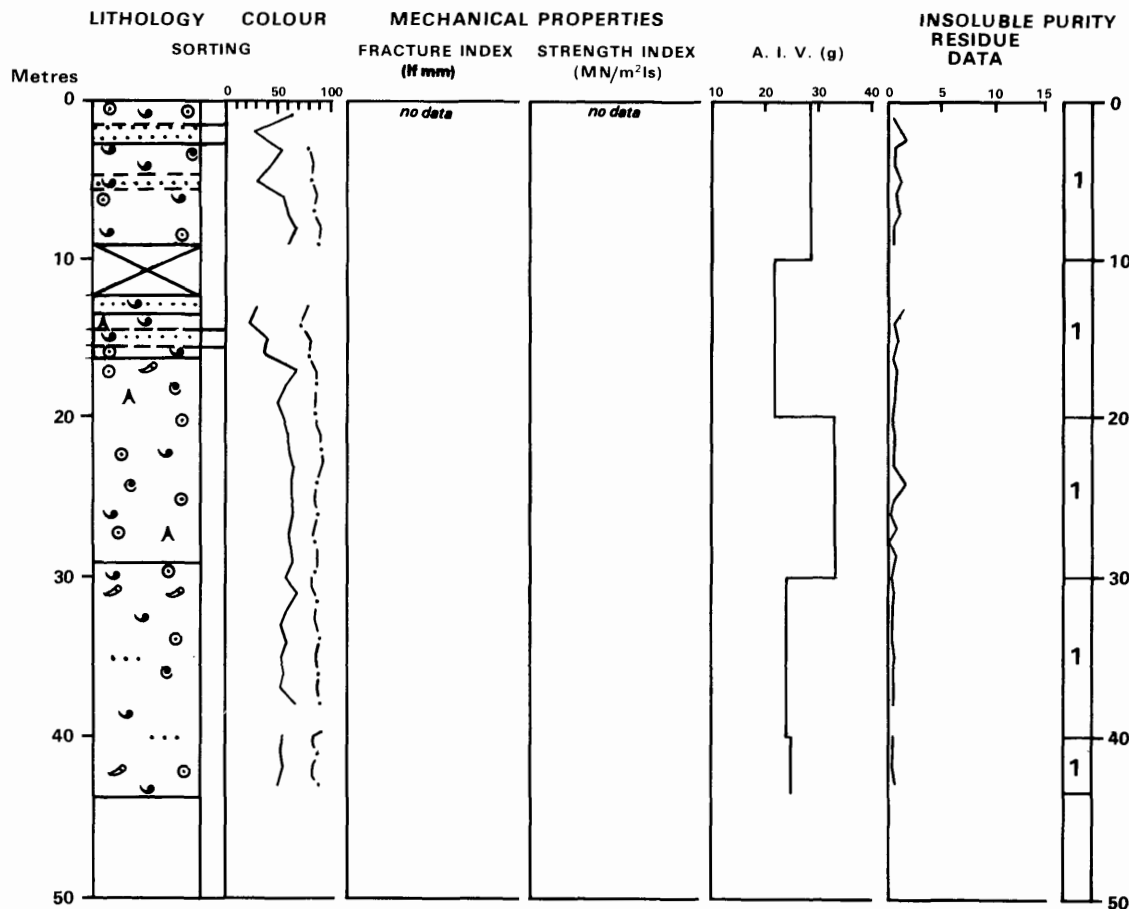 LITHOLOGY COLOUR MECHANICAL PROPERTIES INSOLUBLE PURITY
RESIDUE
DATA
SORTING FRACTURE INDEX STRENGTH INDEX A. I. V. (g)
(If mm) (MN/m²Is)
Metres
0 50 100 10 20 30 40 0 5 10 15
0 no data no data 0
1
10 10
1
20 20
1
30 30
1
40 40
1
50 50